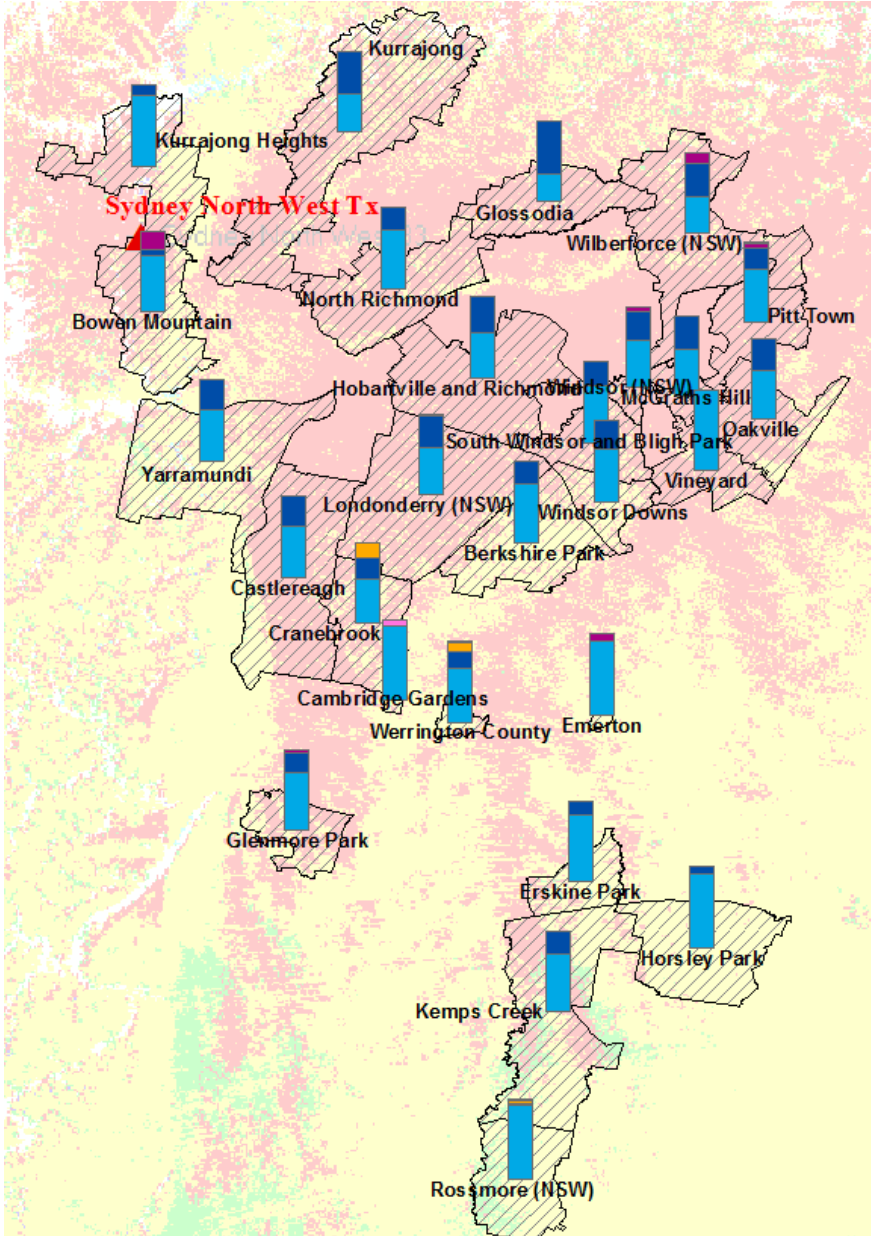 Kurrajong
Kurrajong Heights
Sydney North West Tx
Glossodia
Wilberforce (NSW)
North Richmond
Bowen Mountain
Pitt Town
Hobartville and Richmond
Windsor (NSW)
McGraths Hill
Oakville
South Windsor and Bligh Park
Yarramundi
Vineyard
Londonderry (NSW)
Windsor Downs
Berkshire Park
Castlereagh
Cranebrook
Cambridge Gardens
Werrington County
Emerton
Glenmore Park
Erskine Park
Horsley Park
Kemps Creek
Rossmore (NSW)